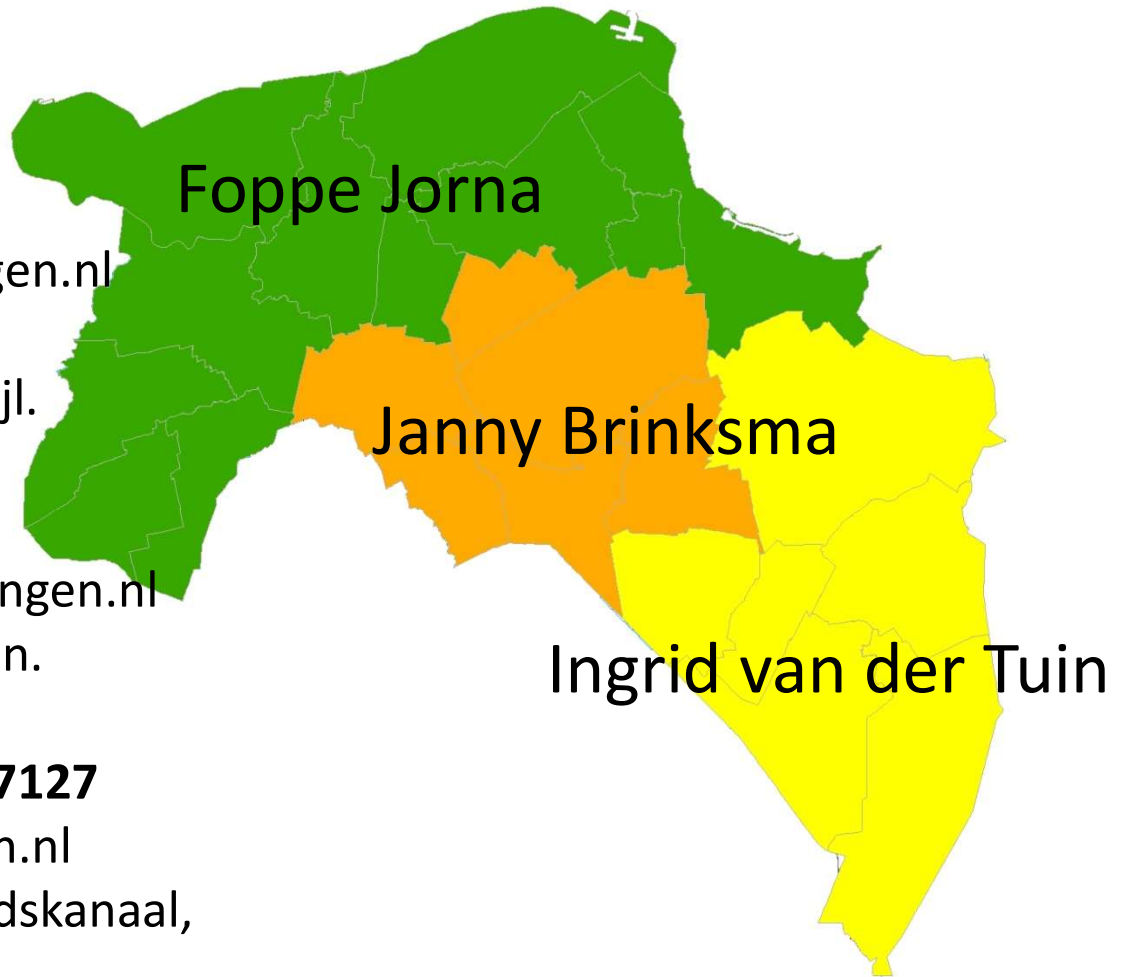 Foppe Jorna
gen.nl
jl.
Janny Brinksma
ngen.nl
n.
Ingrid van der Tuin
7127
n.nl
dskanaal,